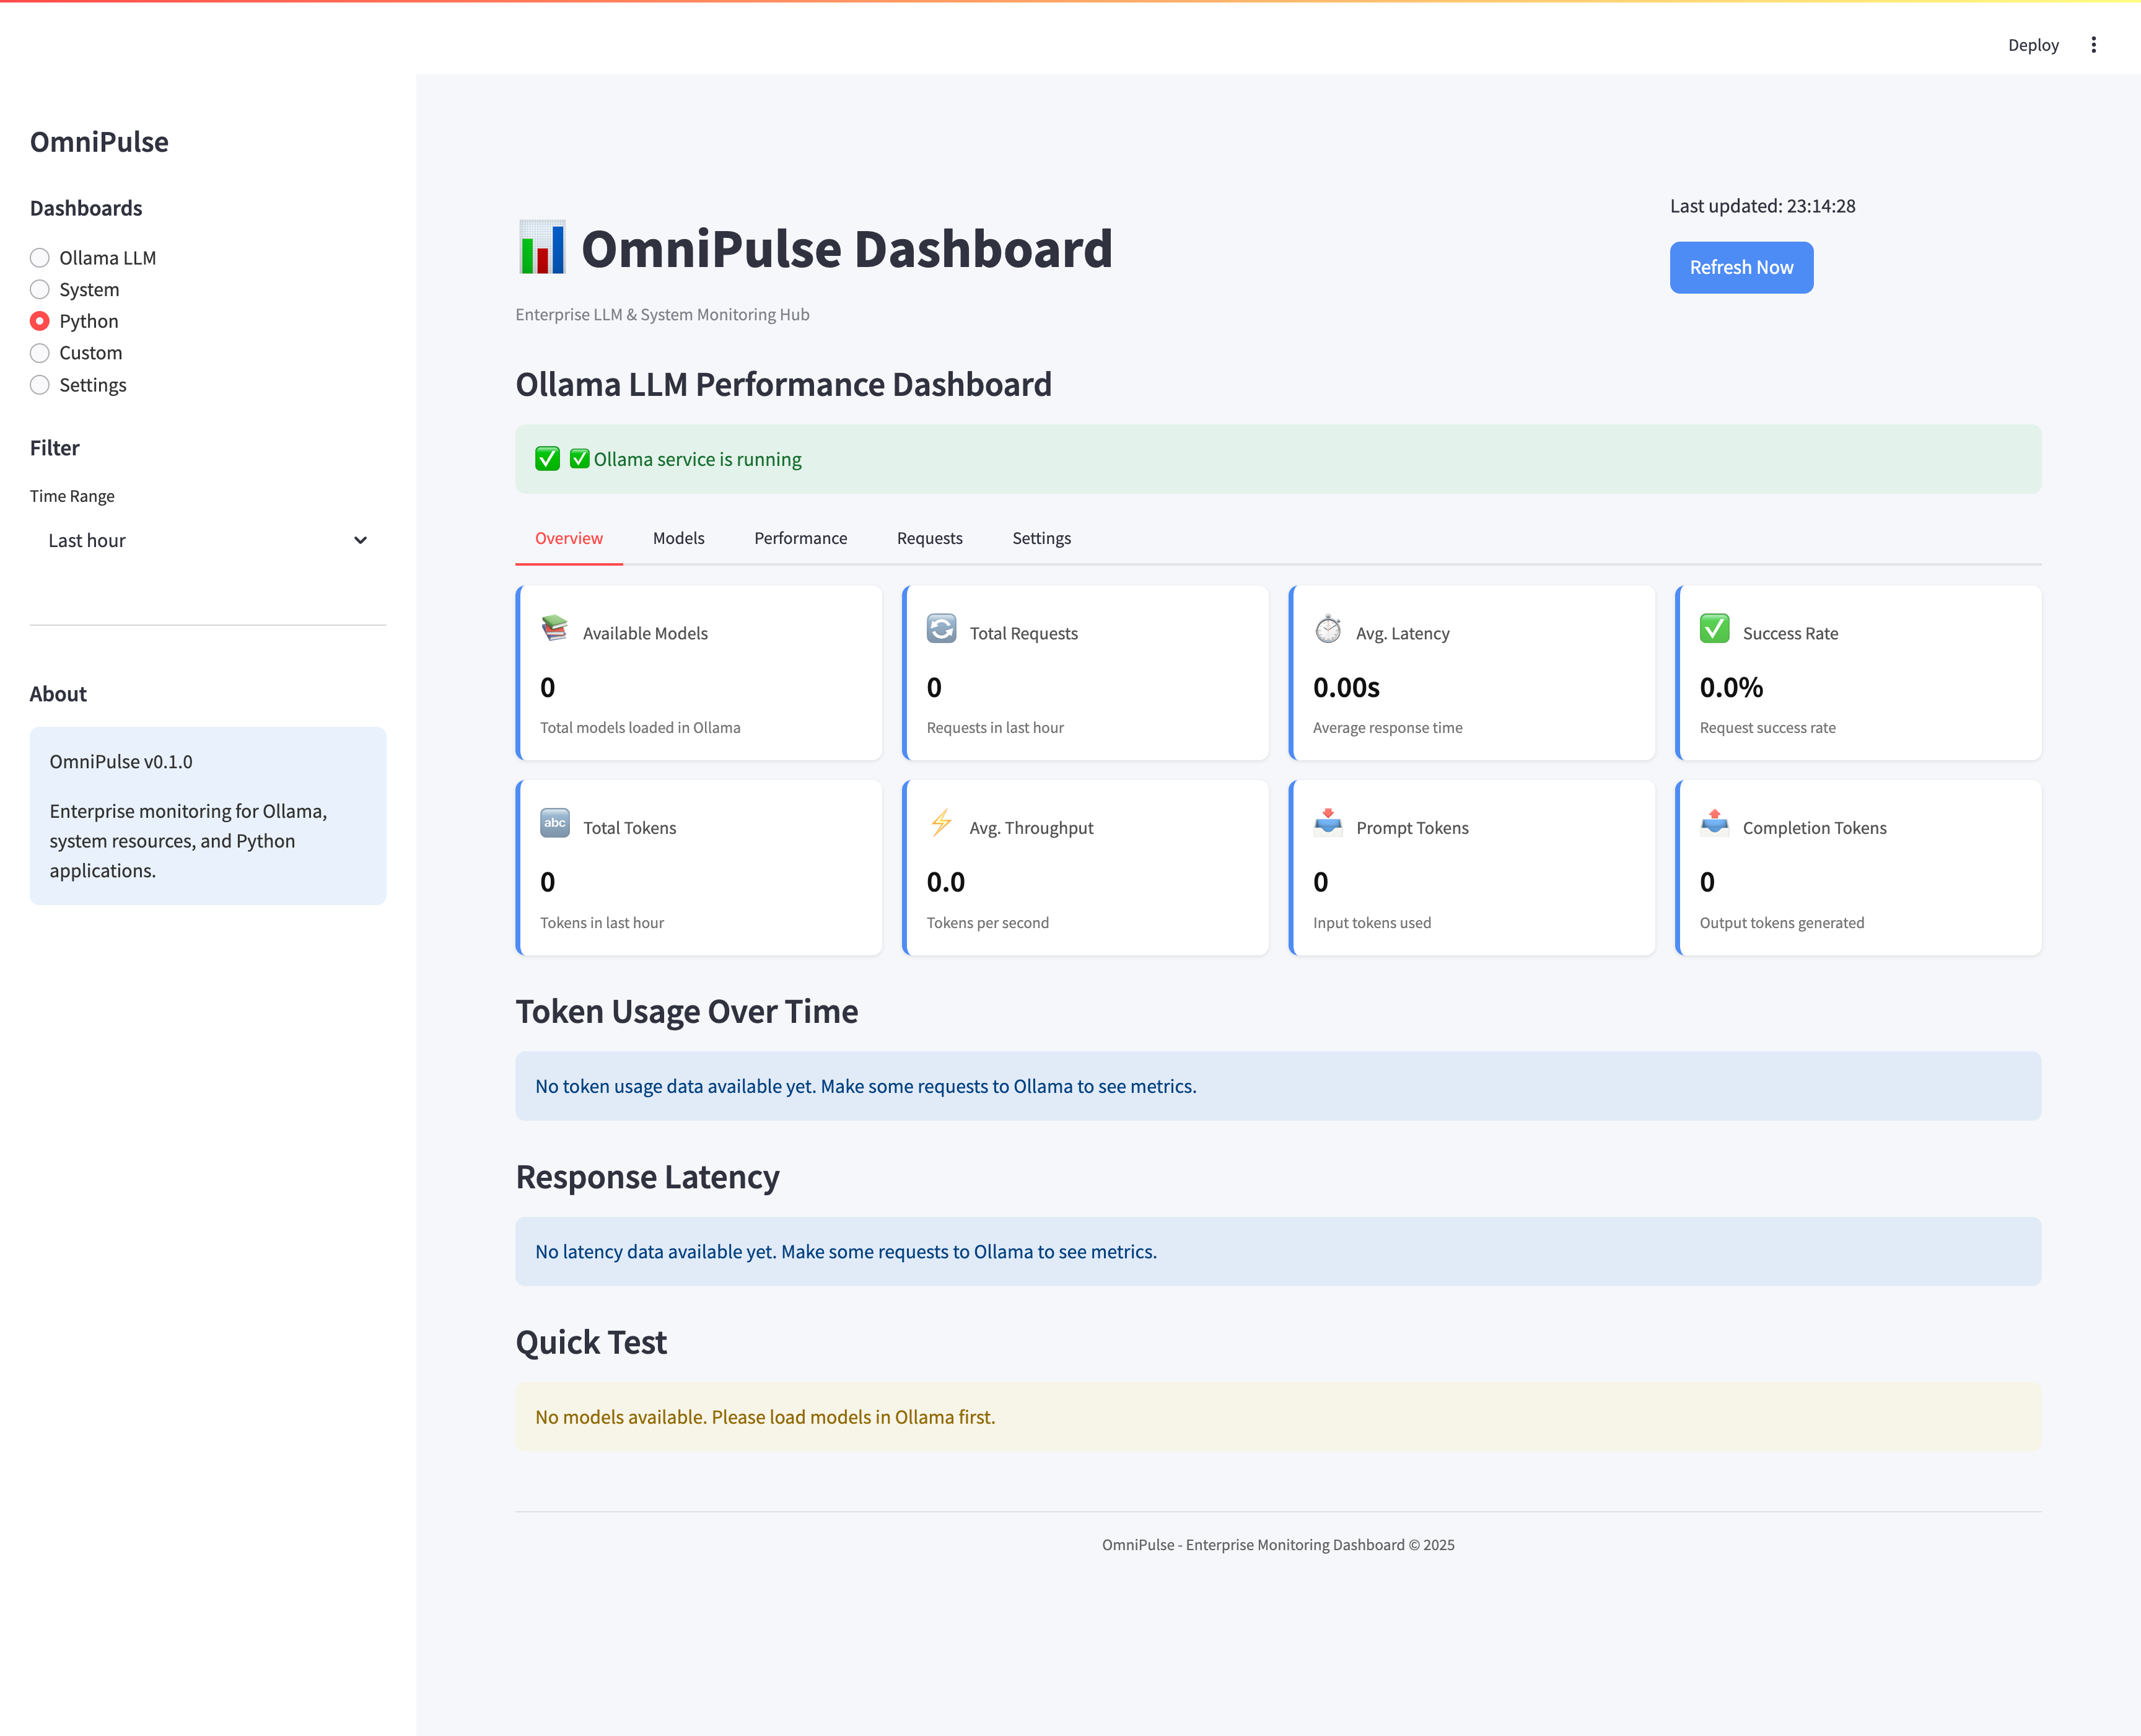 Deploy
OmniPulse
Dashboards
Ollama LLM
System
Python
Custom
Settings
Filter
Time Range
Last hour
About
OmniPulse v0.1.0
Enterprise monitoring for Ollama,
system resources, and Python
applications.
OmniPulse Dashboard
Enterprise LLM & System Monitoring Hub
Last updated: 23:14:28
Refresh Now
Ollama LLM Performance Dashboard
Ollama service is running
Overview
Models
Performance
Requests
Settings
Available Models
0
Total models loaded in Ollama
Total Requests
0
Requests in last hour
Avg. Latency
0.00s
Average response time
Success Rate
0.0%
Request success rate
abc
Total Tokens
0
Tokens in last hour
Avg. Throughput
0.0
Tokens per second
Prompt Tokens
0
Input tokens used
Completion Tokens
0
Output tokens generated
Token Usage Over Time
No token usage data available yet. Make some requests to Ollama to see metrics.
Response Latency
No latency data available yet. Make some requests to Ollama to see metrics.
Quick Test
No models available. Please load models in Ollama first.
OmniPulse - Enterprise Monitoring Dashboard © 2025